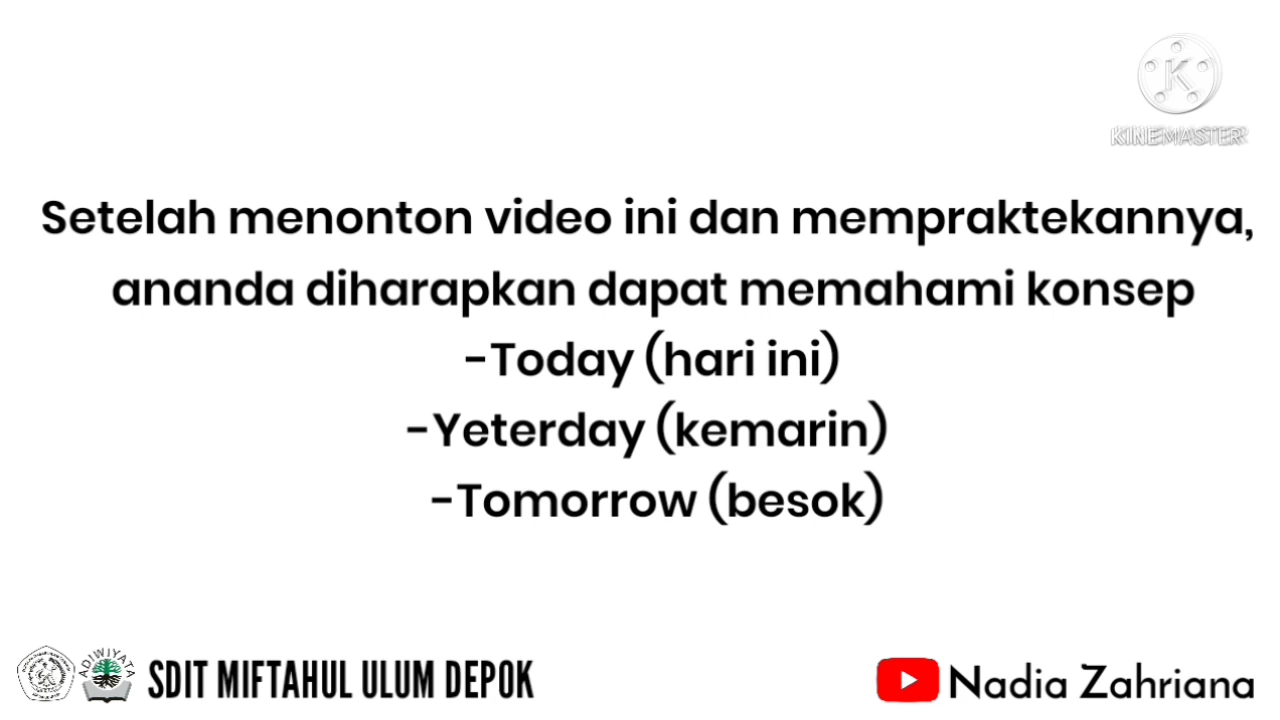 KINEMASTER
Setelah menonton video ini dan mempraktekannya,
ananda diharapkan dapat memahami konsep
-Today (hari ini)
-Yeterday (kemarin)
-Tomorrow (besok)
ADIWIYATA
SDIT MIFTAHUL ULUM DEPOK
Nadia Zahriana